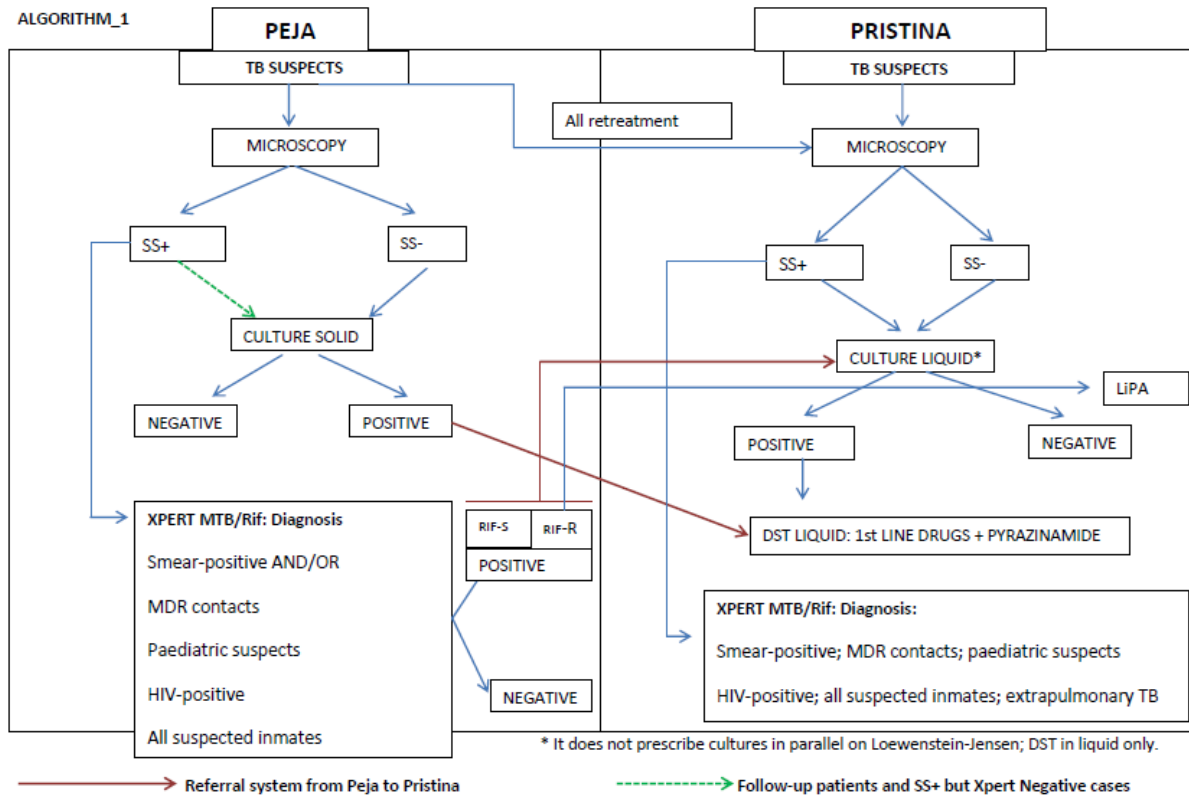 ALGORITHM_1
PEJA
TB SUSPECTS
MICROSCOPY
SS+
SS-
CULTURE SOLID
NEGATIVE
POSITIVE
XPERT MTB/Rif: Diagnosis
Smear-positive AND/OR
MDR contacts
Paediatric suspects
HIV-positive
All suspected inmates
RIF-S
RIF-R
POSITIVE
NEGATIVE
All retreatment
PRISTINA
TB SUSPECTS
MICROSCOPY
SS+
SS-
CULTURE LIQUID*
LiPA
POSITIVE
NEGATIVE
DST LIQUID: 1st LINE DRUGS + PYRAZINAMIDE
XPERT MTB/Rif: Diagnosis:
Smear-positive; MDR contacts; paediatric suspects
HIV-positive; all suspected inmates; extrapulmonary TB
* It does not prescribe cultures in parallel on Loewenstein-Jensen; DST in liquid only.
Referral system from Peja to Pristina
Follow-up patients and SS+ but Xpert Negative cases